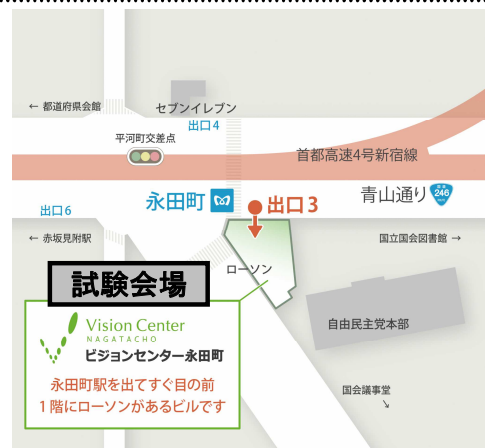 ← 都道府県会館
セブンイレブン
出口4
平河町交差点
首都高速4号新宿線
永田町
出口3
青山通り
246
出口6
← 赤坂見附駅
国立国会図書館 →
ローソン
試験会場
Vision Center
NAGATACHO
ビジョンセンター永田町
自由民主党本部
永田町駅を出てすぐ目の前
1階にローソンがあるビルです
国会議事堂